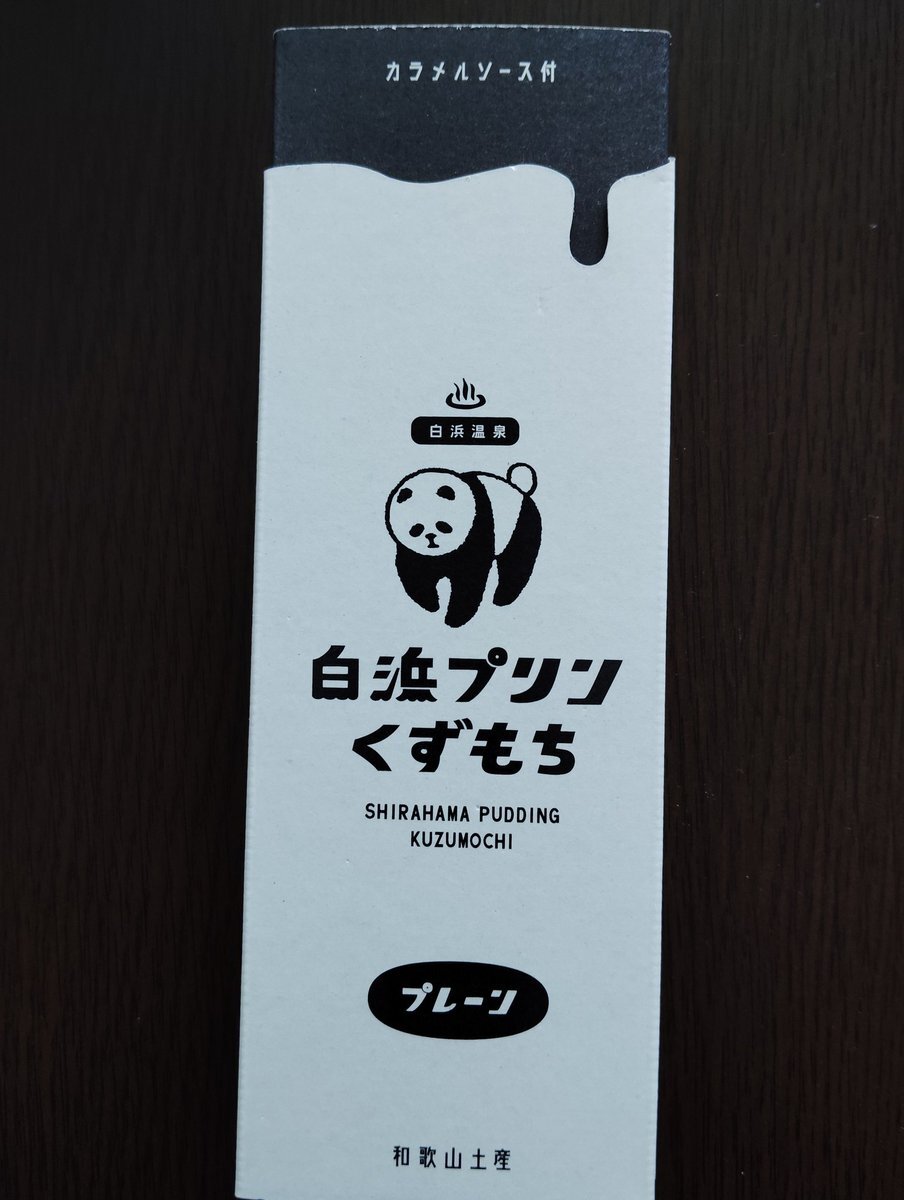 カラメルソース付
白浜温泉
白浜プリン
くずもち
SHIRAHAMA PUDDING
KUZUMOCHI
プレーン
和歌山土産